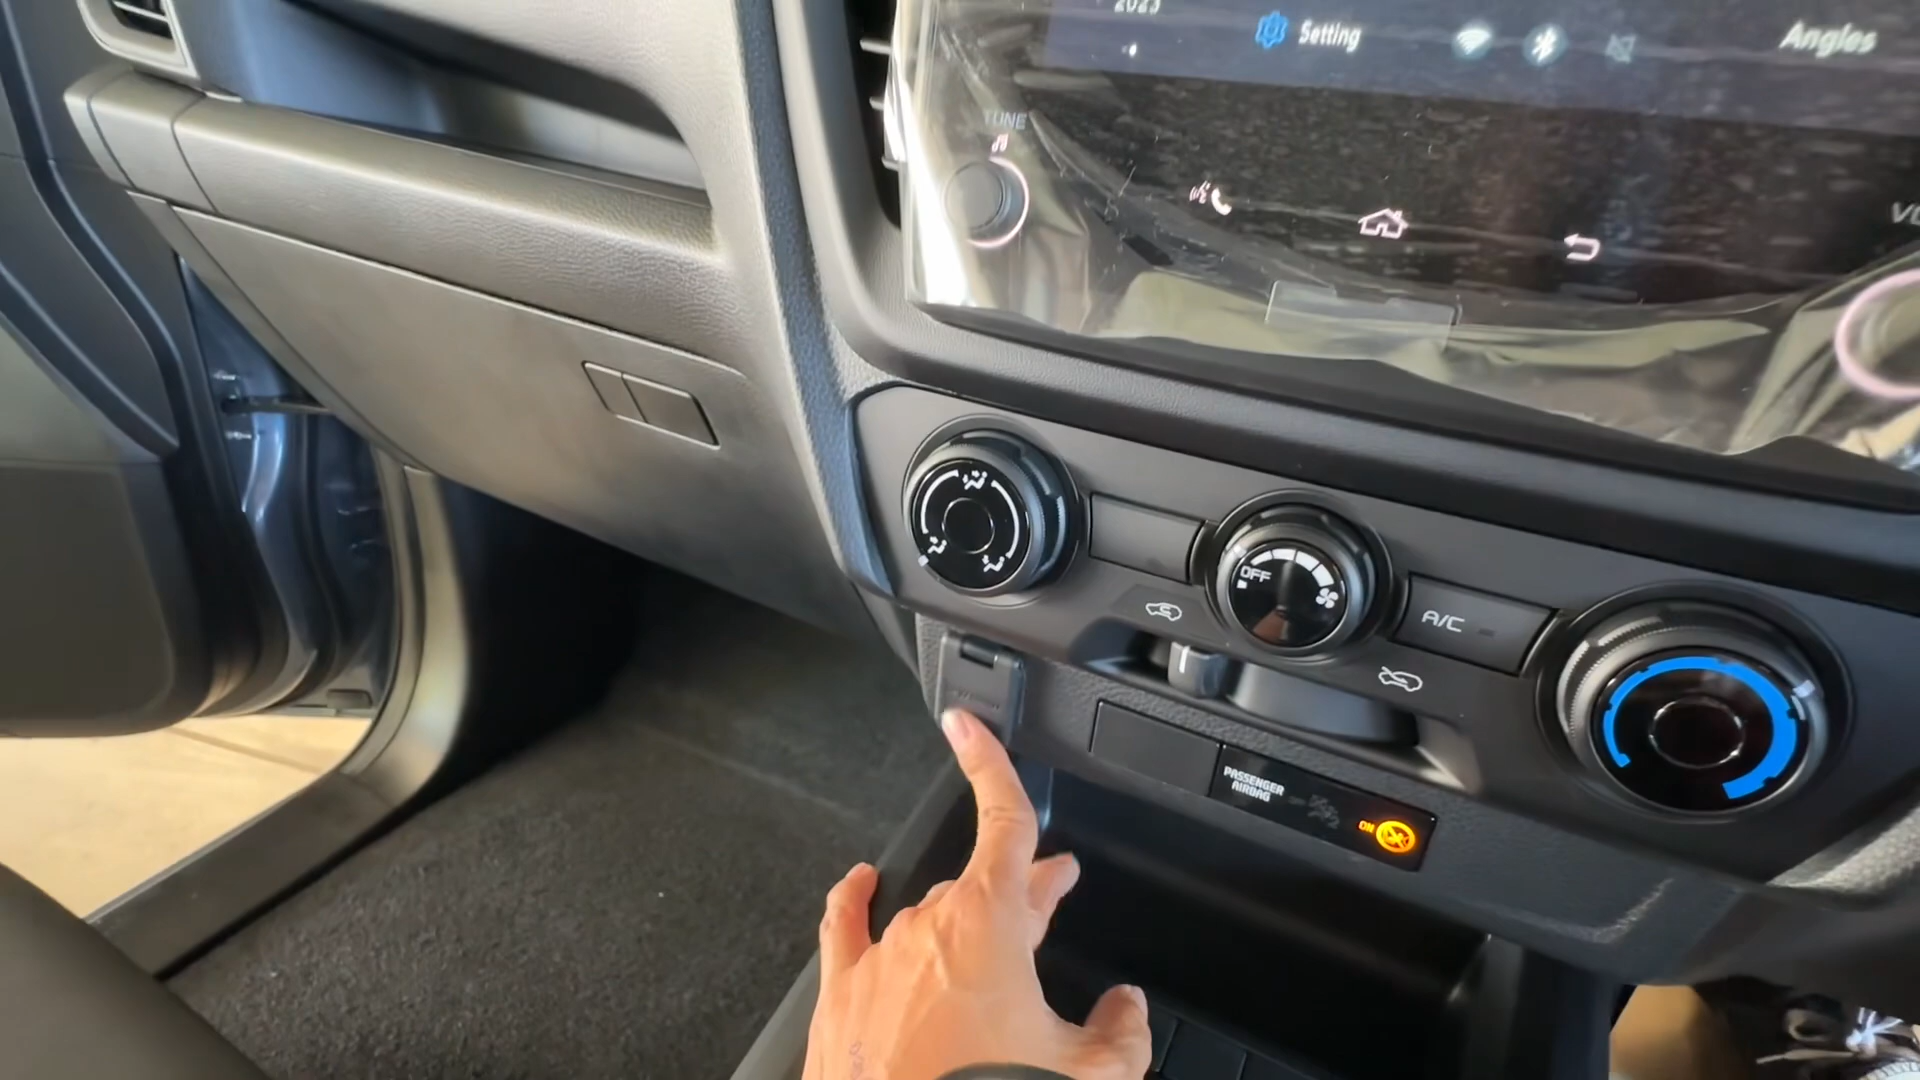 2023
Setting
Angles
TUNE
OFF
A/C
PASSENGER
AIRBAG
ON